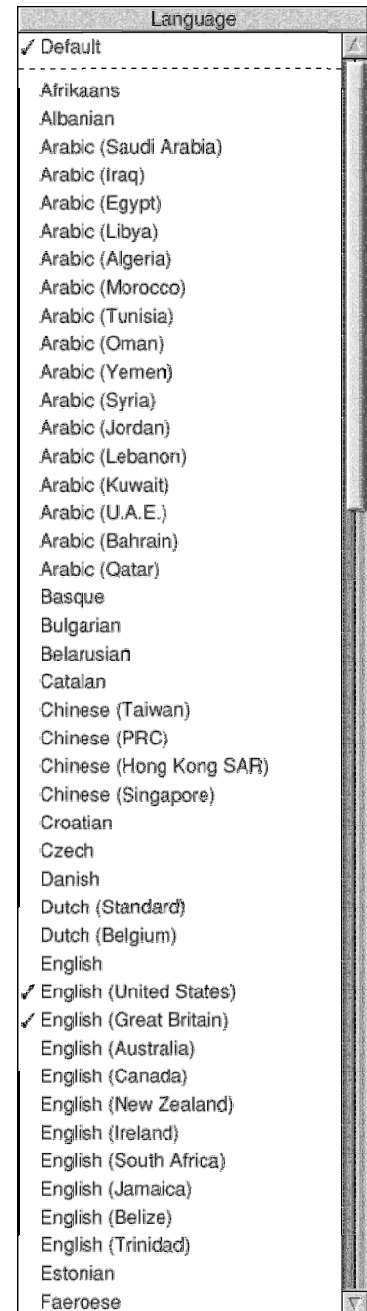 Language
✓ Default
Afrikaans
Albanian
Arabic (Saudi Arabia)
Arabic (Iraq)
Arabic (Egypt)
Arabic (Libya)
Arabic (Algeria)
Arabic (Morocco)
Arabic (Tunisia)
Arabic (Oman)
Arabic (Yemen)
Arabic (Syria)
Arabic (Jordan)
Arabic (Lebanon)
Arabic (Kuwait)
Arabic (U.A.E.)
Arabic (Bahrain)
Arabic (Qatar)
Basque
Bulgarian
Belarusian
Catalan
Chinese (Taiwan)
Chinese (PRC)
Chinese (Hong Kong SAR)
Chinese (Singapore)
Croatian
Czech
Danish
Dutch (Standard)
Dutch (Belgium)
English
✓ English (United States)
✓ English (Great Britain)
English (Australia)
English (Canada)
English (New Zealand)
English (Ireland)
English (South Africa)
English (Jamaica)
English (Belize)
English (Trinidad)
Estonian
Faeroese